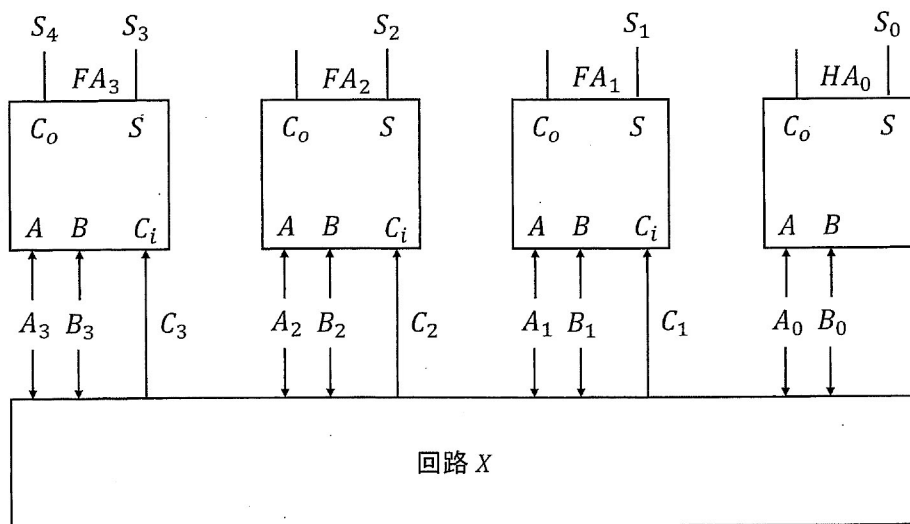 S₄ S₃ S₂ S₁ S₀
FA₃ FA₂ FA₁ HA₀
Cₒ S Cₒ S Cₒ S Cₒ S
A B Cᵢ A B Cᵢ A B Cᵢ A B
A₃ B₃ C₃ A₂ B₂ C₂ A₁ B₁ C₁ A₀ B₀
回路 X